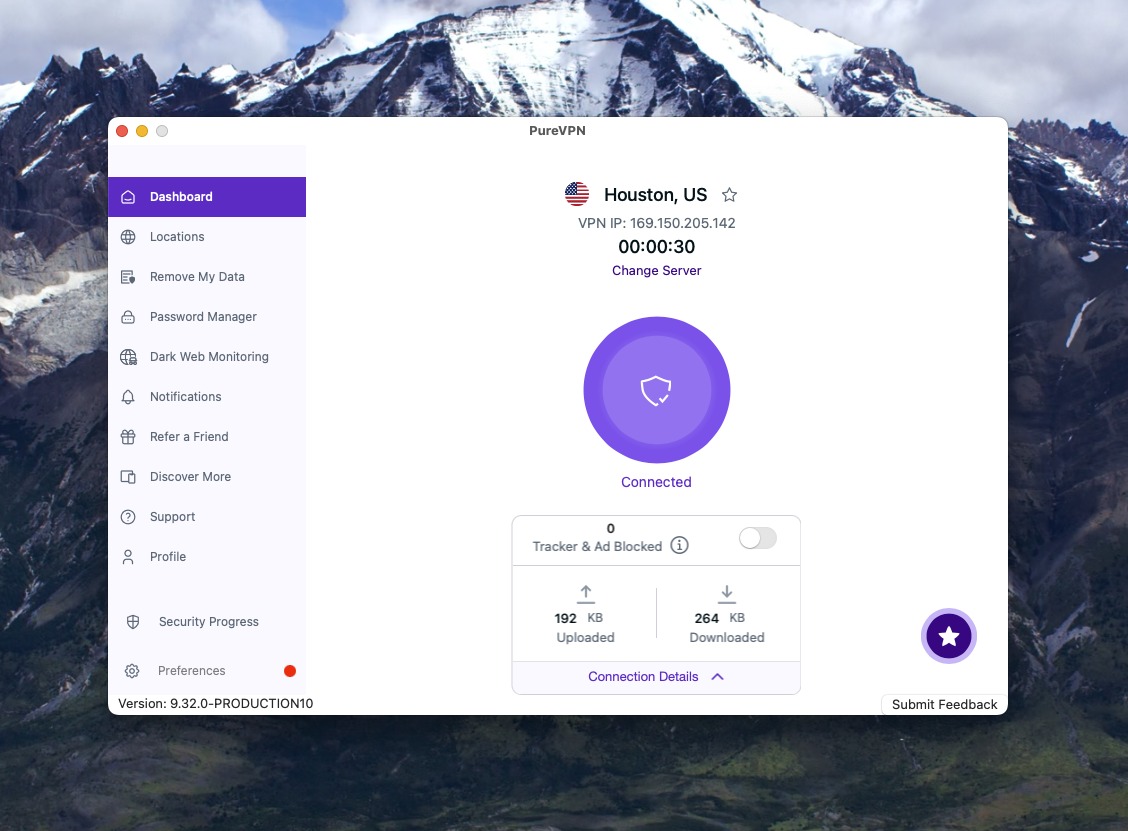 PureVPN
Dashboard
Locations
Remove My Data
Password Manager
Dark Web Monitoring
Notifications
Refer a Friend
Discover More
Support
Profile
Security Progress
Preferences
Version: 9.32.0-PRODUCTION10
Houston, US
VPN IP: 169.150.205.142
00:00:30
Change Server
Connected
0
Tracker & Ad Blocked
192 KB
Uploaded
264 KB
Downloaded
Connection Details
Submit Feedback